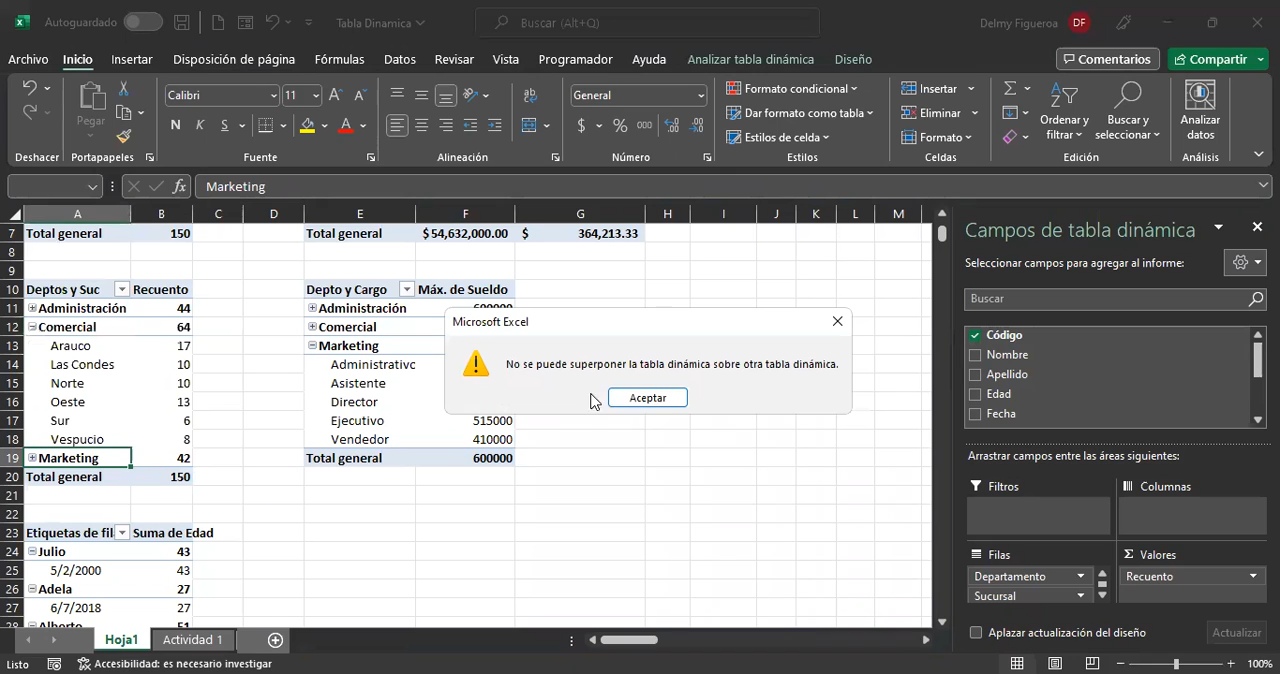 Autoguardado Tabla Dinamica Buscar (Alt+Q) Delmy Figueroa DF
Archivo Inicio Insertar Disposición de página Fórmulas Datos Revisar Vista Programador Ayuda Analizar tabla dinámica Diseño Comentarios Compartir
Pegar
Calibri 11
N K S
General
$ % 000
Formato condicional
Dar formato como tabla
Estilos de celda
Insertar
Eliminar
Formato
Ordenar y filtrar
Buscar y seleccionar
Analizar datos
Deshacer Portapapeles Fuente Alineación Número Estilos Celdas Edición Análisis
fx Marketing
A B C D E F G H I J K L M
7 Total general 150 Total general $ 54,632,000.00 $ 364,213.33
8
9
10 Deptos y Suc Recuento Depto y Cargo Máx. de Sueldo
11 Administración 44 Administración 600000
12 Comercial 64 Comercial
13 Arauco 17 Marketing
14 Las Condes 10 Administrativo
15 Norte 10 Asistente
16 Oeste 13 Director
17 Sur 6 Ejecutivo 515000
18 Vespucio 8 Vendedor 410000
19 Marketing 42 Total general 600000
20 Total general 150
21
22
23 Etiquetas de fil Suma de Edad
24 Julio 43
25 5/2/2000 43
26 Adela 27
27 6/7/2018 27
28 Alberto 51
Microsoft Excel
No se puede superponer la tabla dinámica sobre otra tabla dinámica.
Aceptar
Campos de tabla dinámica
Seleccionar campos para agregar al informe:
Buscar
Código
Nombre
Apellido
Edad
Fecha
Arrastrar campos entre las áreas siguientes:
Filtros Columnas
Filas Σ Valores
Departamento Recuento
Sucursal
Aplazar actualización del diseño Actualizar
Hoja1 Actividad 1
Listo Accesibilidad: es necesario investigar 100%